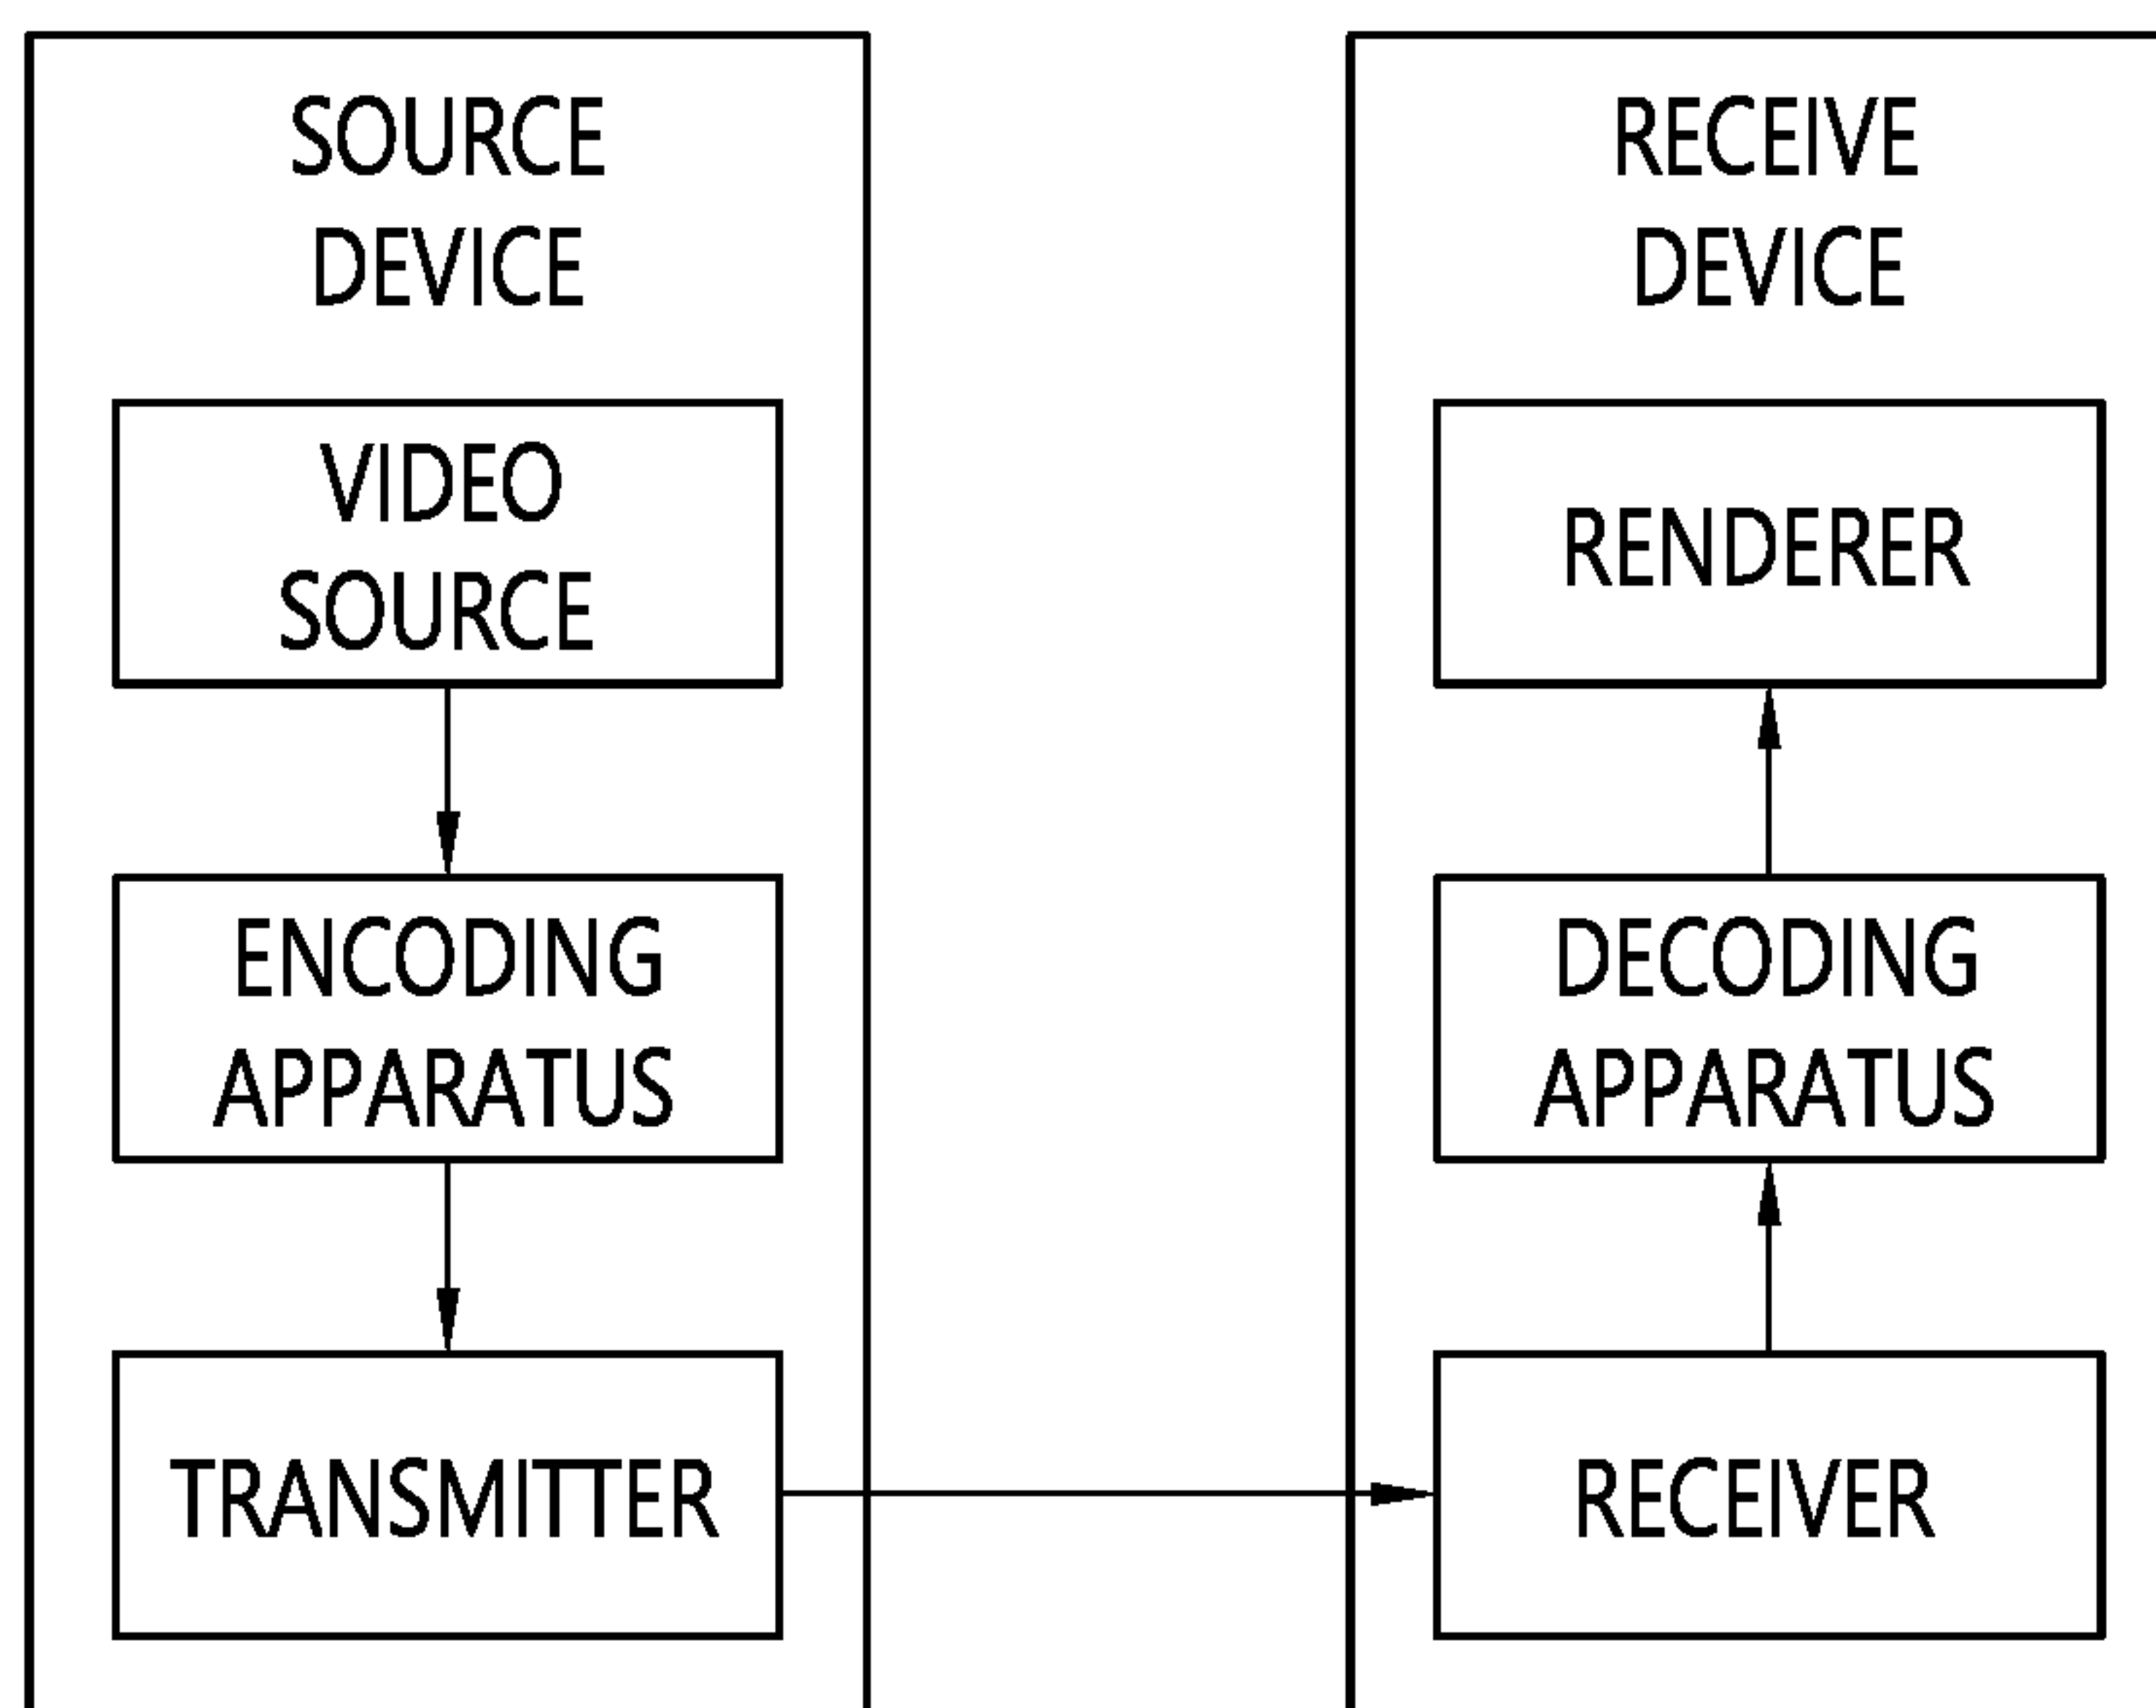 SOURCE
DEVICE
VIDEO
SOURCE
ENCODING
APPARATUS
TRANSMITTER
RECEIVE
DEVICE
RENDERER
DECODING
APPARATUS
RECEIVER